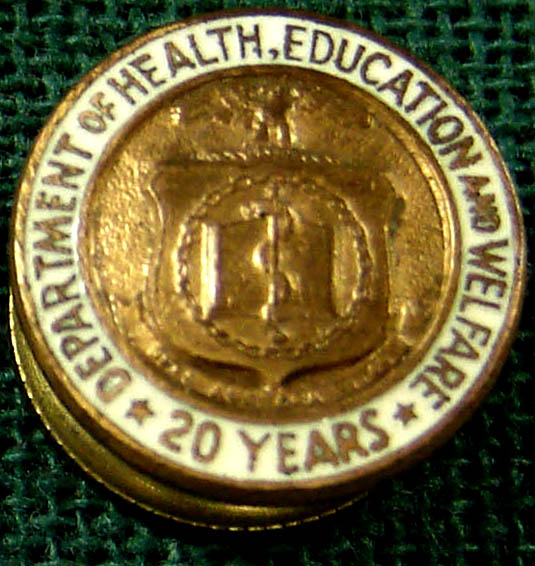 DEPARTMENT OF HEALTH, EDUCATION AND WELFARE
20 YEARS